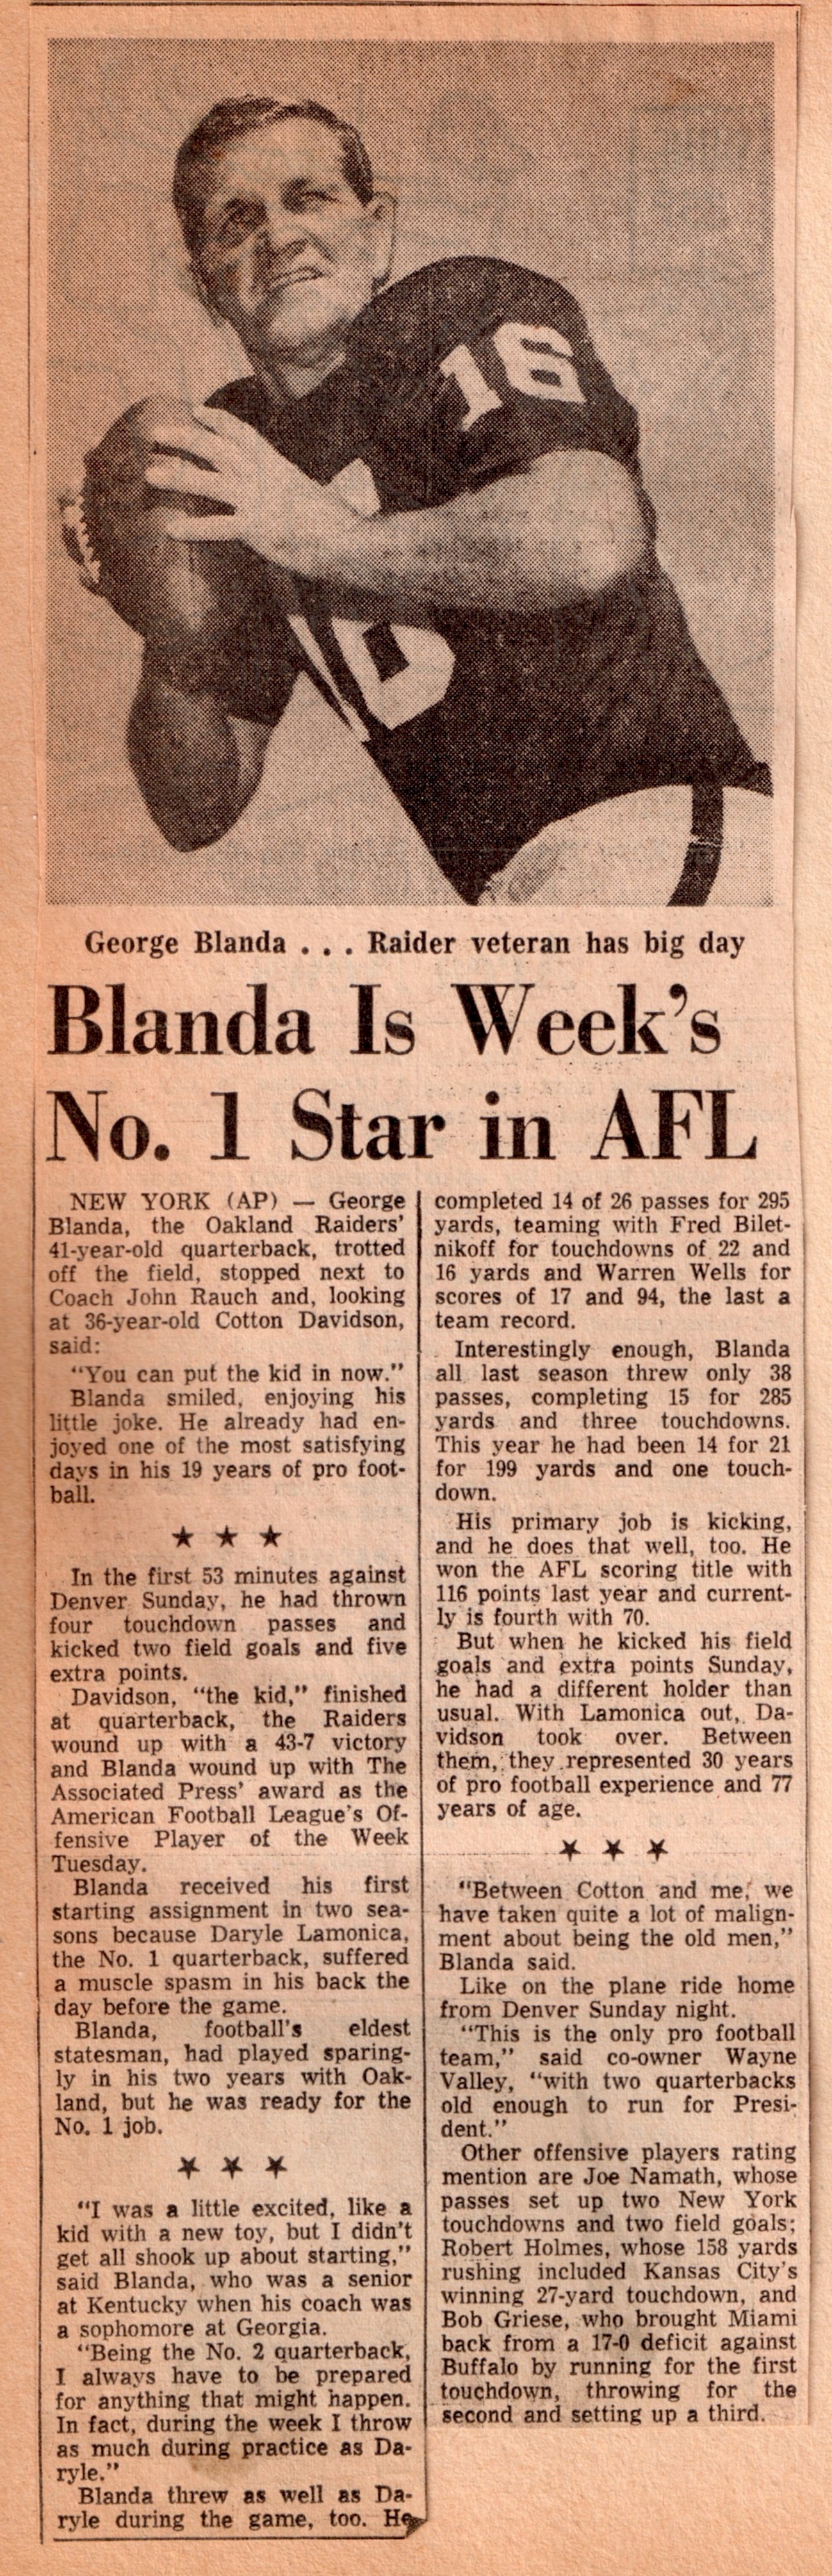 16
George Blanda . . . Raider veteran has big day
Blanda Is Week's
No. 1 Star in AFL
NEW YORK (AP) — George
Blanda, the Oakland Raiders'
41-year-old quarterback, trotted
off the field, stopped next to
Coach John Rauch and, looking
at 36-year-old Cotton Davidson,
said:
"You can put the kid in now."
Blanda smiled, enjoying his
little joke. He already had en-
joyed one of the most satisfying
days in his 19 years of pro foot-
ball.
★ ★ ★
In the first 53 minutes against
Denver Sunday, he had thrown
four touchdown passes and
kicked two field goals and five
extra points.
Davidson, "the kid," finished
at quarterback, the Raiders
wound up with a 43-7 victory
and Blanda wound up with The
Associated Press' award as the
American Football League's Of-
fensive Player of the Week
Tuesday.
Blanda received his first
starting assignment in two sea-
sons because Daryle Lamonica,
the No. 1 quarterback, suffered
a muscle spasm in his back the
day before the game.
Blanda, football's eldest
statesman, had played sparing-
ly in his two years with Oak-
land, but he was ready for the
No. 1 job.
★ ★ ★
"I was a little excited, like a
kid with a new toy, but I didn't
get all shook up about starting,"
said Blanda, who was a senior
at Kentucky when his coach was
a sophomore at Georgia.
"Being the No. 2 quarterback,
I always have to be prepared
for anything that might happen.
In fact, during the week I throw
as much during practice as Da-
ryle."
Blanda threw as well as Da-
ryle during the game, too. He
completed 14 of 26 passes for 295
yards, teaming with Fred Bilet-
nikoff for touchdowns of 22 and
16 yards and Warren Wells for
scores of 17 and 94, the last a
team record.
Interestingly enough, Blanda
all last season threw only 38
passes, completing 15 for 285
yards and three touchdowns.
This year he had been 14 for 21
for 199 yards and one touch-
down.
His primary job is kicking,
and he does that well, too. He
won the AFL scoring title with
116 points last year and current-
ly is fourth with 70.
But when he kicked his field
goals and extra points Sunday,
he had a different holder than
usual. With Lamonica out, Da-
vidson took over. Between
them, they represented 30 years
of pro football experience and 77
years of age.
★ ★ ★
"Between Cotton and me, we
have taken quite a lot of malign-
ment about being the old men,"
Blanda said.
Like on the plane ride home
from Denver Sunday night.
"This is the only pro football
team," said co-owner Wayne
Valley, "with two quarterbacks
old enough to run for Presi-
dent."
Other offensive players rating
mention are Joe Namath, whose
passes set up two New York
touchdowns and two field goals;
Robert Holmes, whose 158 yards
rushing included Kansas City's
winning 27-yard touchdown, and
Bob Griese, who brought Miami
back from a 17-0 deficit against
Buffalo by running for the first
touchdown, throwing for the
second and setting up a third.